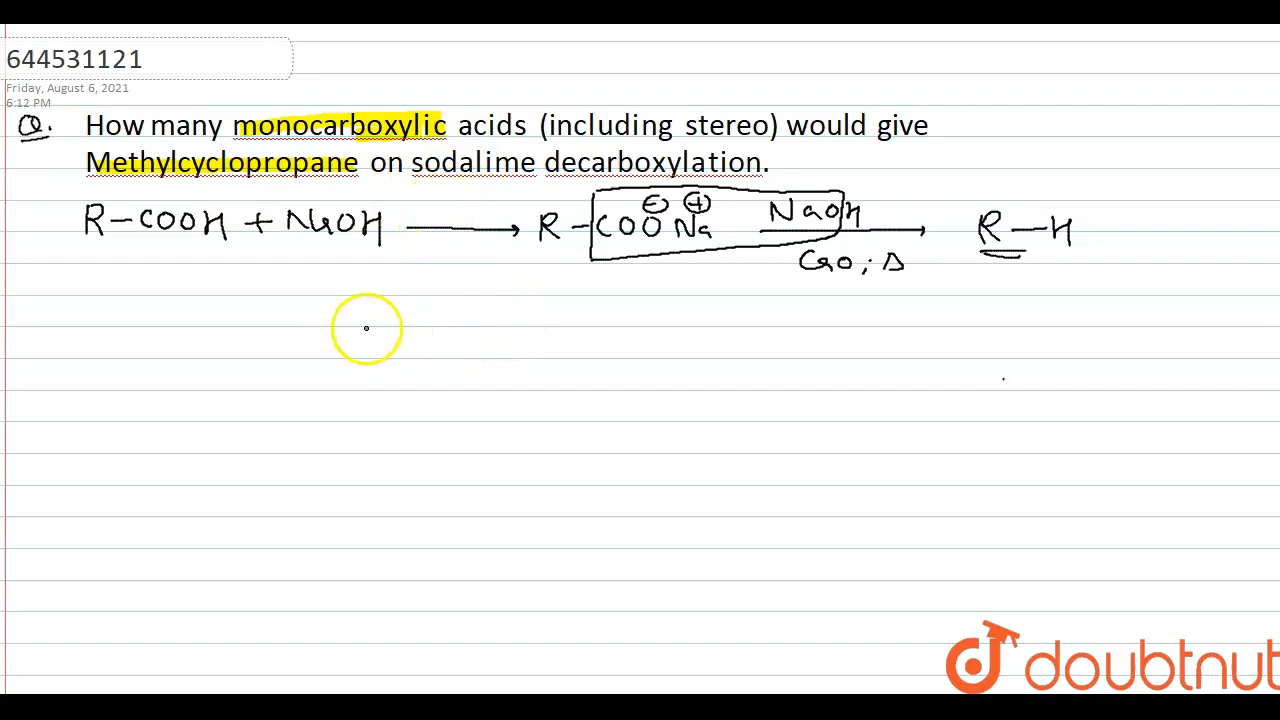 644531121
Friday, August 6, 2021
6:12 PM
Q. How many monocarboxylic acids (including stereo) would give
Methylcyclopropane on sodalime decarboxylation.
R-COOH + NaOH ⟶ R-COO⊖ Na⊕ NaOH ⟶ CaO ; Δ R-H
doubtnut